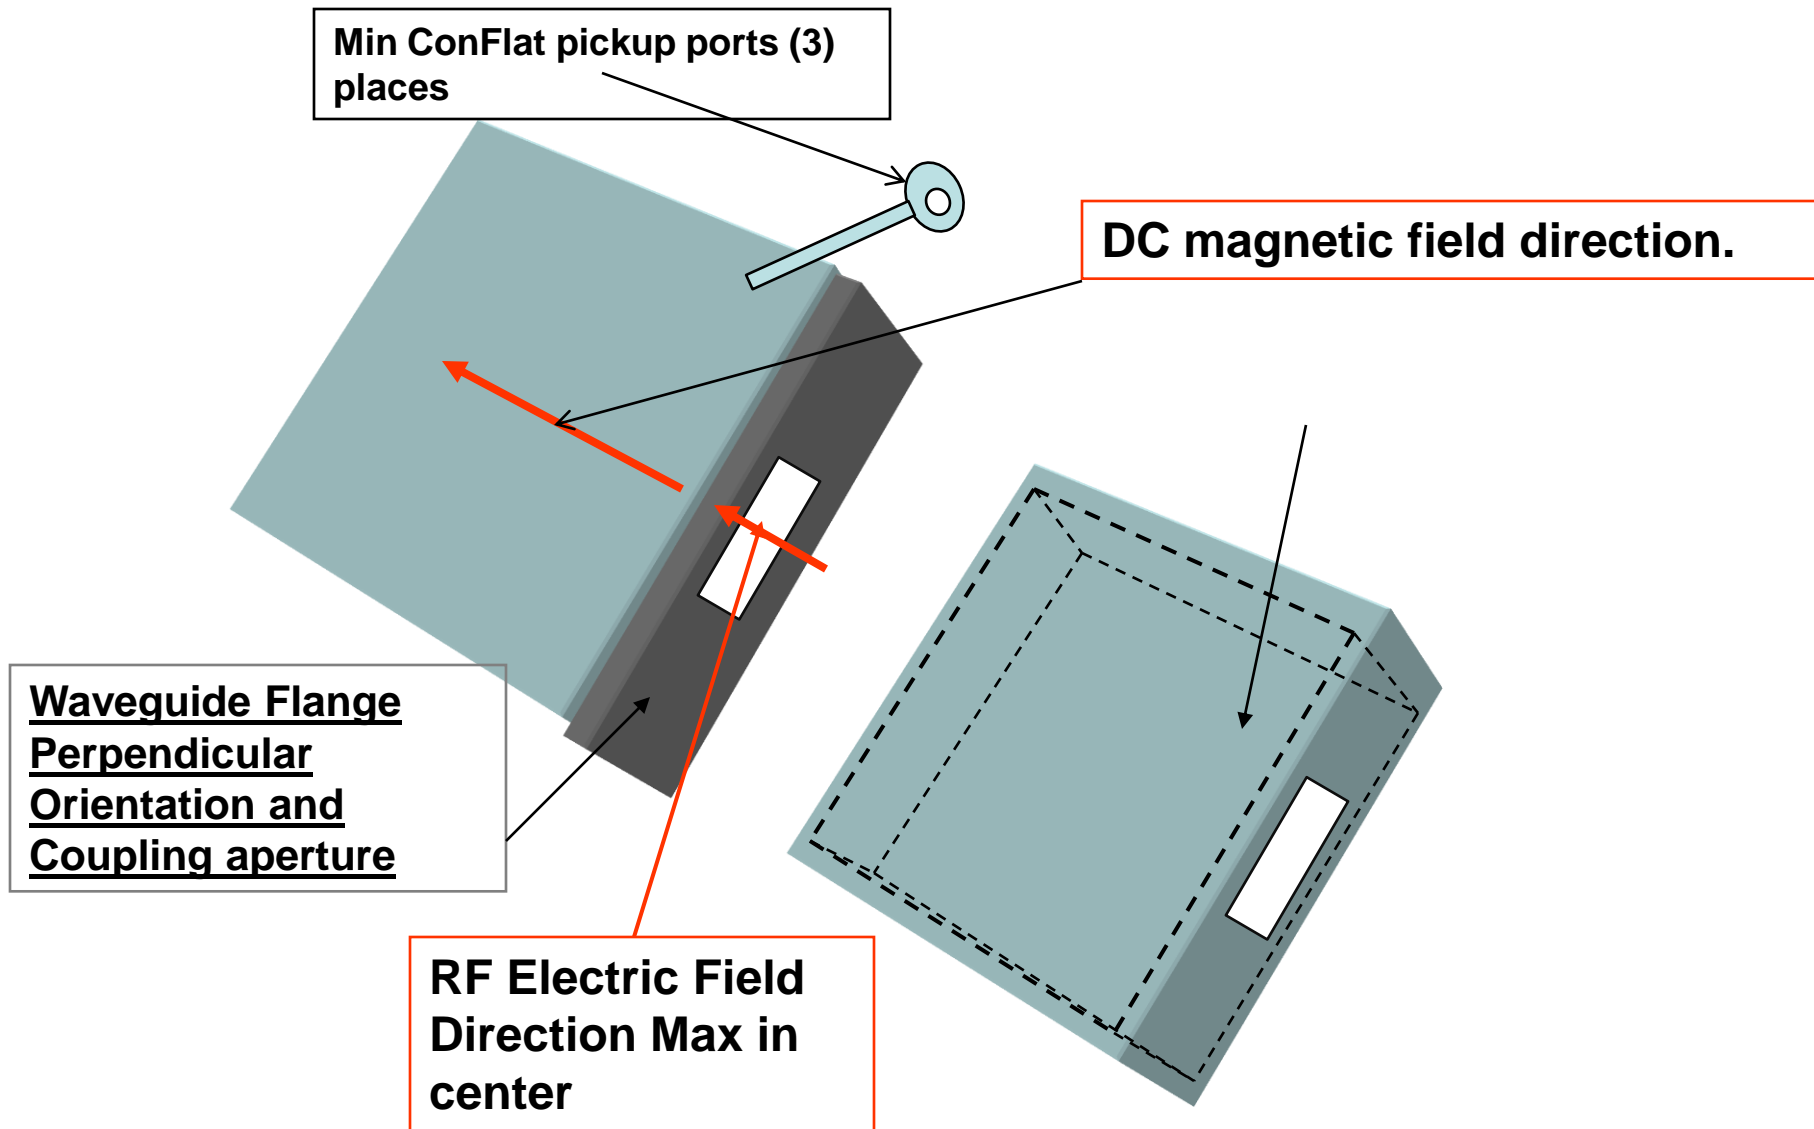 Min ConFlat pickup ports (3)
places
DC magnetic field direction.
Waveguide Flange
Perpendicular
Orientation and
Coupling aperture
RF Electric Field
Direction Max in
center